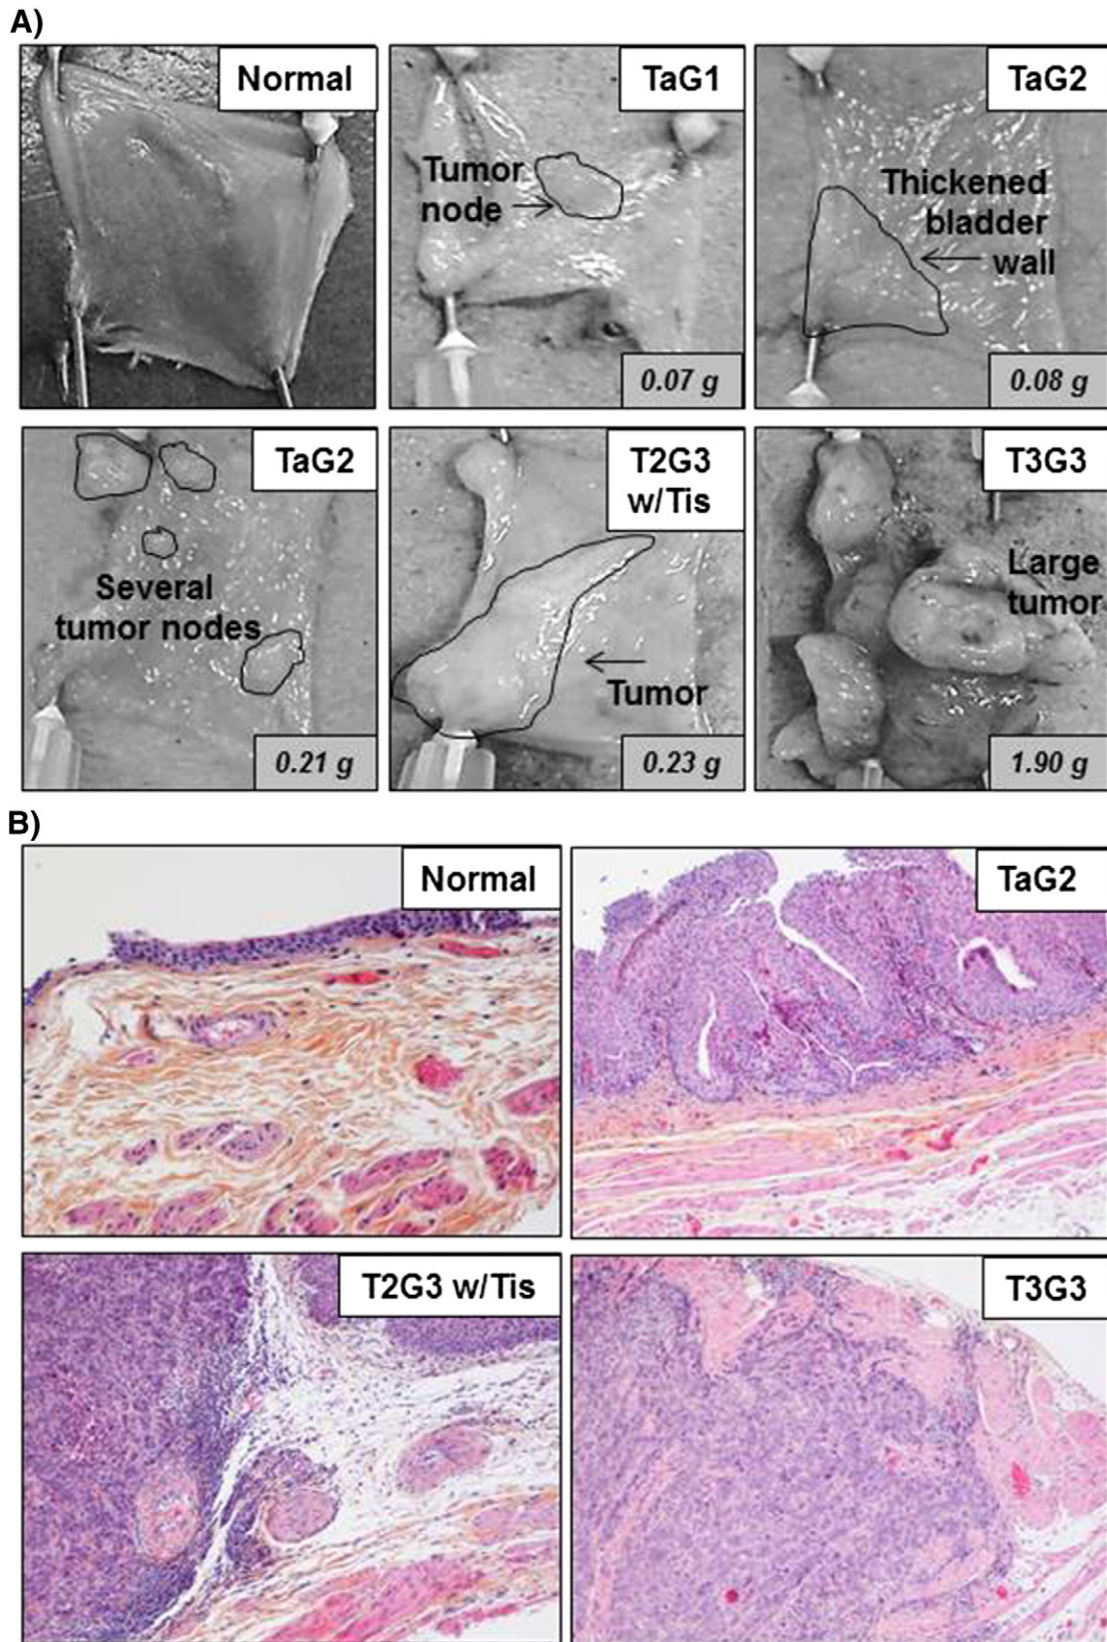 A)
Normal
TaG1
Tumor
node
0.07 g
TaG2
Thickened
bladder
wall
0.08 g
TaG2
Several
tumor nodes
0.21 g
T2G3
w/Tis
Tumor
0.23 g
T3G3
Large
tumor
1.90 g
B)
Normal
TaG2
T2G3 w/Tis
T3G3